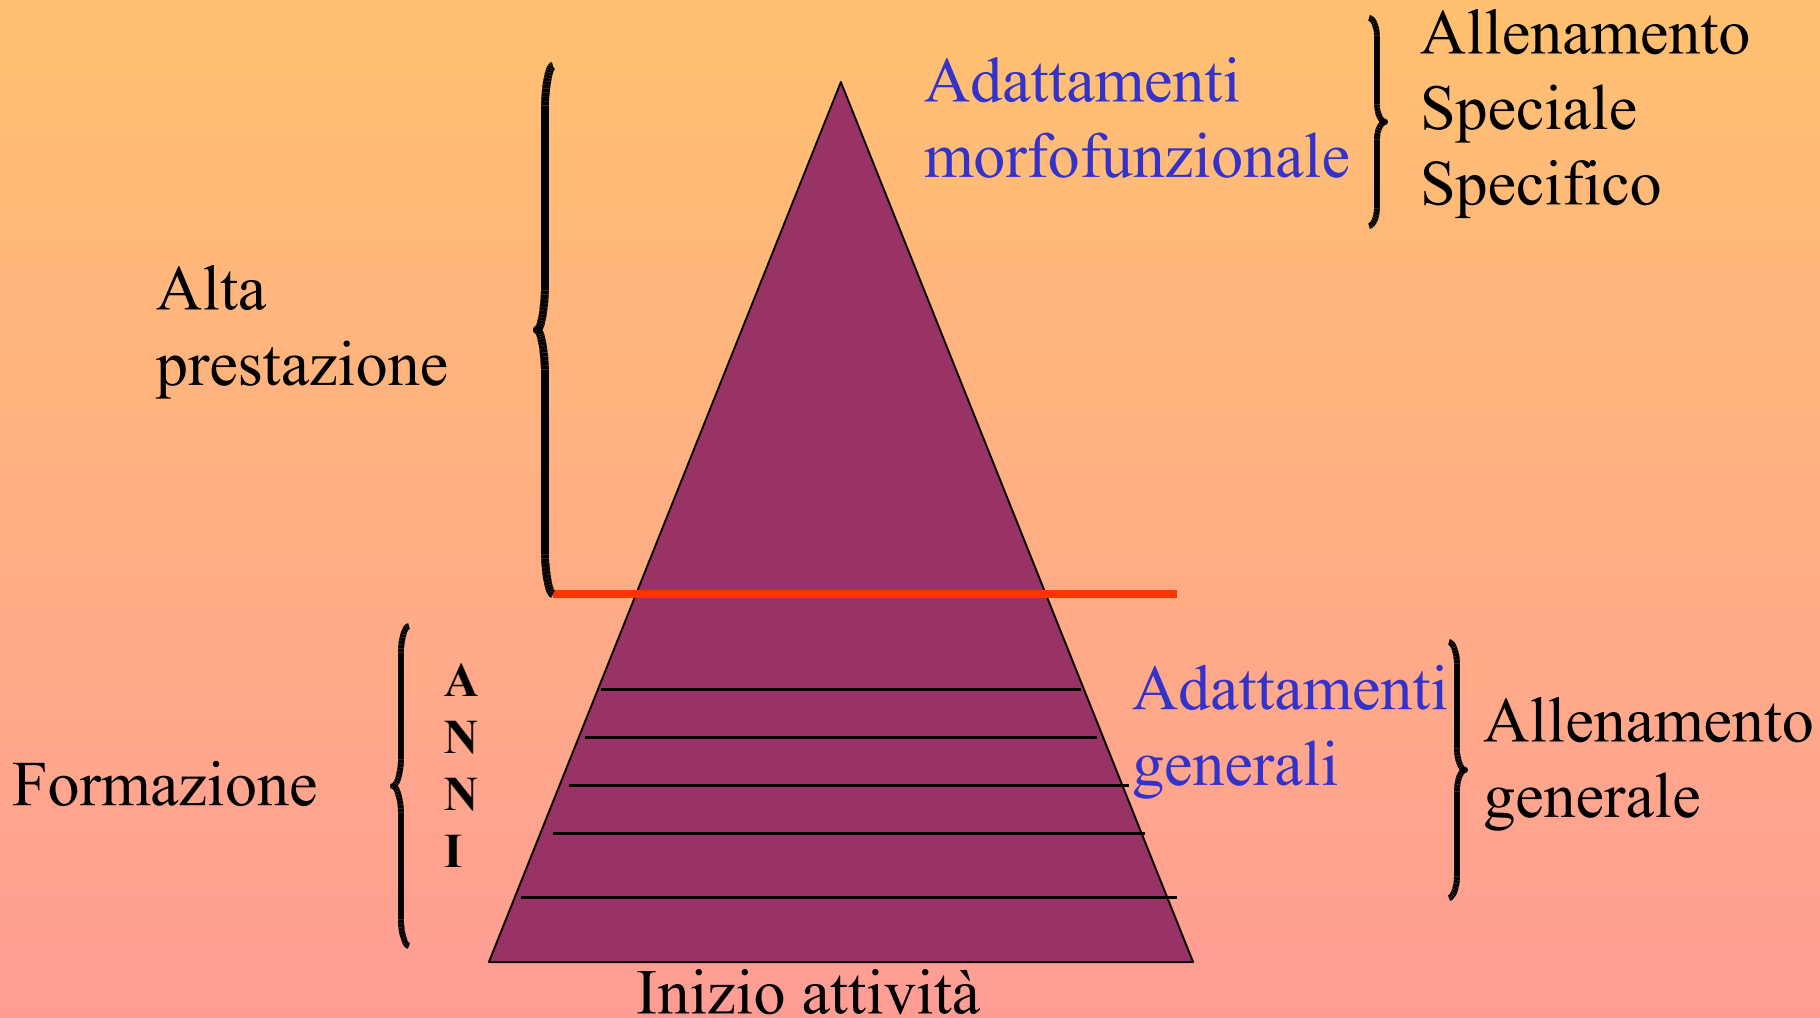 Allenamento
Speciale
Specifico
Adattamenti
morfofunzionale
Alta
prestazione
A
N
N
I
Formazione
Adattamenti
generali
Allenamento
generale
Inizio attività